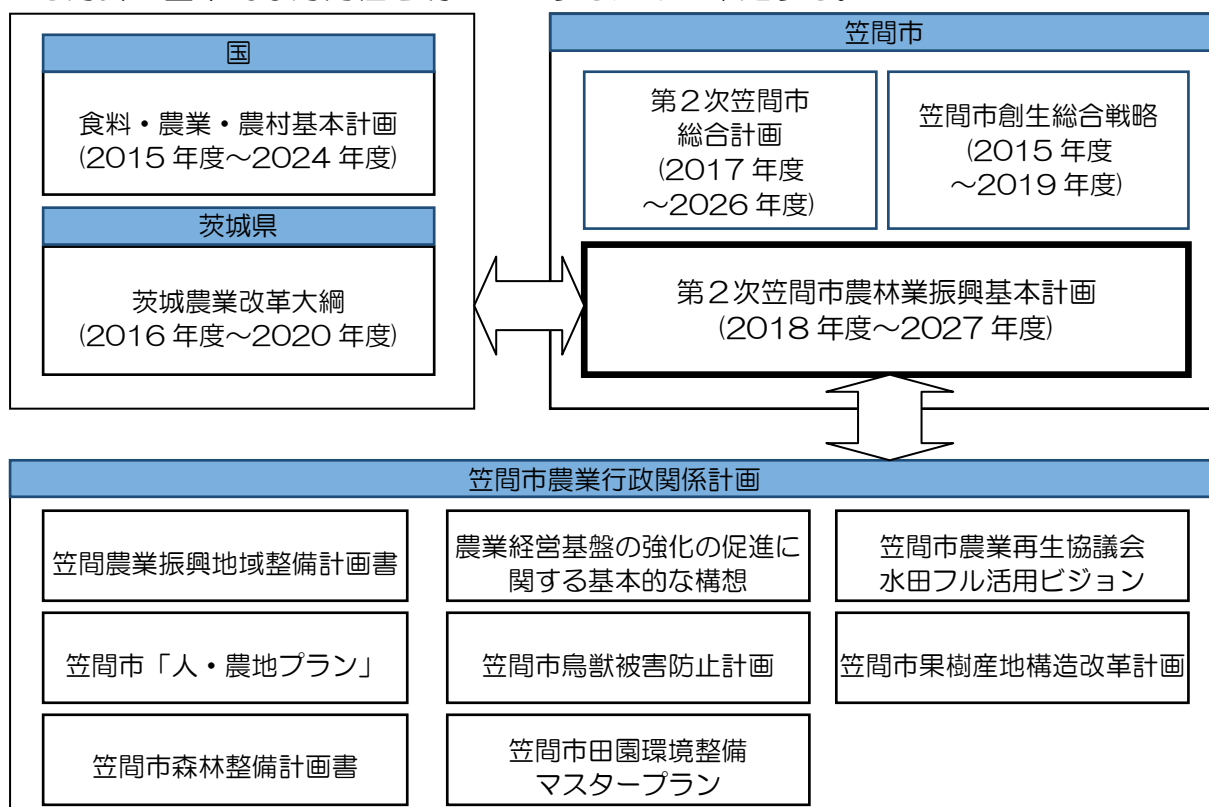 国
食料・農業・農村基本計画
(2015 年度～2024 年度)
茨城県
茨城農業改革大綱
(2016 年度～2020 年度)
笠間市
第２次笠間市
総合計画
(2017 年度
～2026 年度)
笠間市創生総合戦略
(2015 年度
～2019 年度)
第２次笠間市農林業振興基本計画
(2018 年度～2027 年度)
笠間市農業行政関係計画
笠間農業振興地域整備計画書
農業経営基盤の強化の促進に
関する基本的な構想
笠間市農業再生協議会
水田フル活用ビジョン
笠間市「人・農地プラン」
笠間市鳥獣被害防止計画
笠間市果樹産地構造改革計画
笠間市森林整備計画書
笠間市田園環境整備
マスタープラン